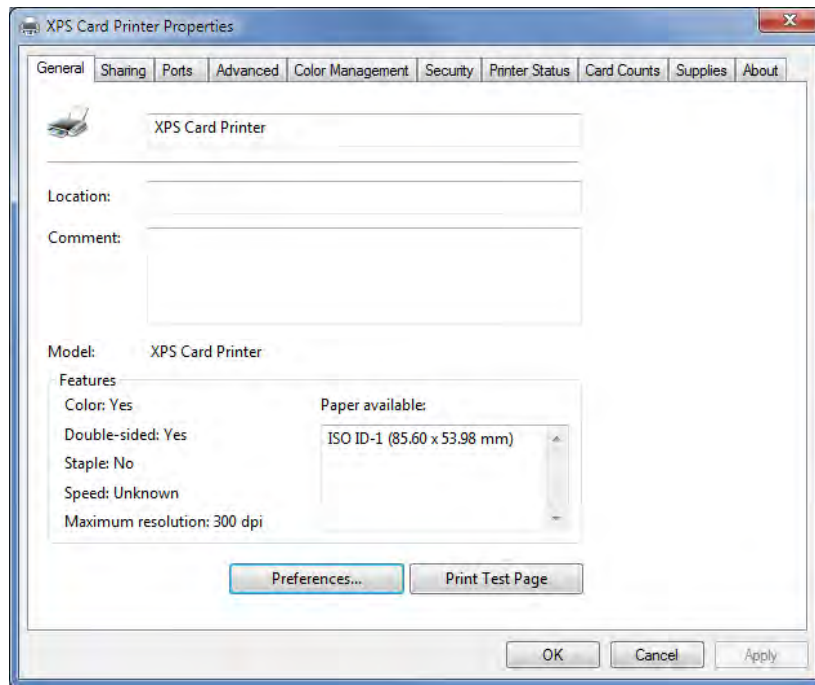 XPS Card Printer Properties
General Sharing Ports Advanced Color Management Security Printer Status Card Counts Supplies About
XPS Card Printer
Location:
Comment:
Model: XPS Card Printer
Features
Color: Yes Paper available:
Double-sided: Yes ISO ID-1 (85.60 x 53.98 mm)
Staple: No
Speed: Unknown
Maximum resolution: 300 dpi
Preferences... Print Test Page
OK Cancel Apply